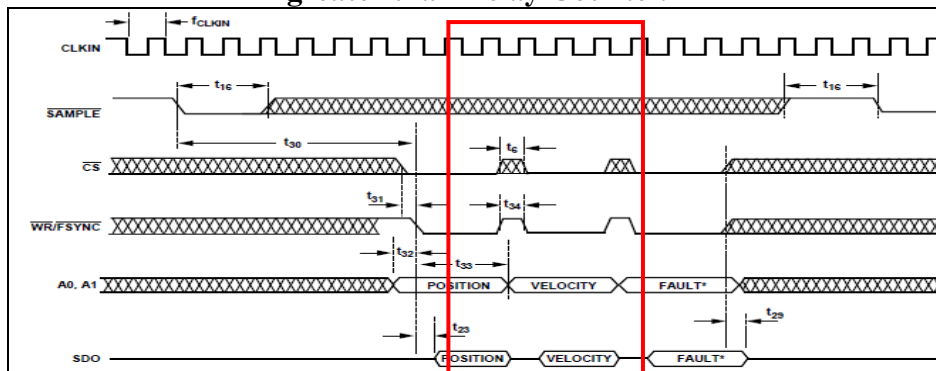 fCLKIN
CLKIN
t16
t16
SAMPLE
t30
t6
CS
t31
t34
WR/FSYNC
t32
t33
A0, A1
POSITION
VELOCITY
FAULT*
t23
t29
SDO
POSITION
VELOCITY
FAULT*